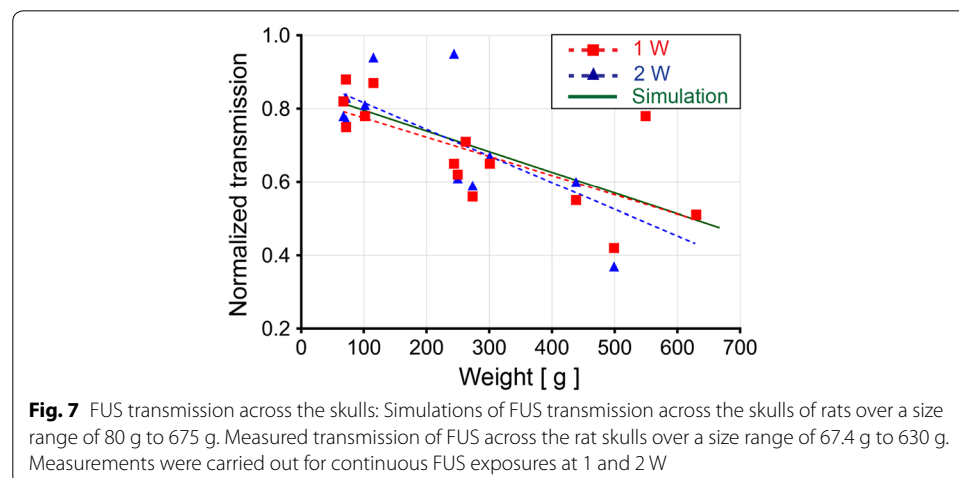 1.0
0.8
0.6
0.4
0.2
Normalized transmission
1 W
2 W
Simulation
0 100 200 300 400 500 600 700
Weight [ g ]
Fig. 7 FUS transmission across the skulls: Simulations of FUS transmission across the skulls of rats over a size
range of 80 g to 675 g. Measured transmission of FUS across the rat skulls over a size range of 67.4 g to 630 g.
Measurements were carried out for continuous FUS exposures at 1 and 2 W